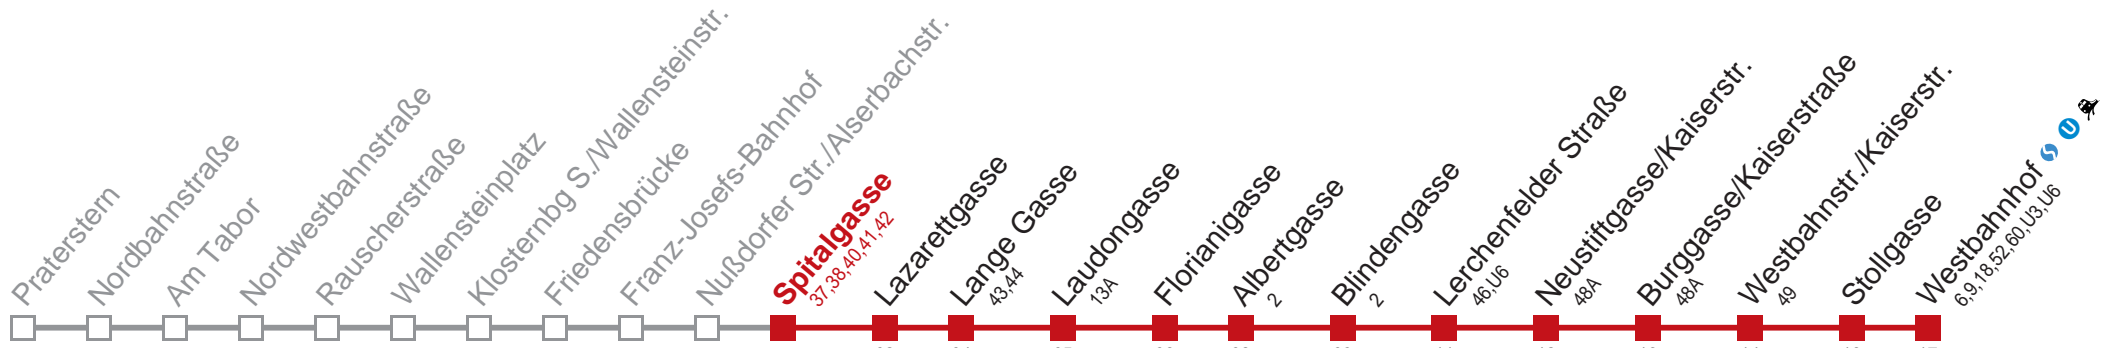 Praterstern
Nordbahnstraße
Am Tabor
Nordwestbahnstraße
Rauscherstraße
Wallensteinplatz
Klosternbg S./Wallensteinstr.
Friedensbrücke
Franz-Josefs-Bahnhof
Nußdorfer Str./Alserbachstr.
Spitalgasse
37,38,40,41,42
Lazarettgasse
Lange Gasse
43,44
Laudongasse
13A
Florianigasse
Albertgasse
2
Blindengasse
2
Lerchenfelder Straße
46,U6
Neustiftgasse/Kaiserstr.
48A
Burggasse/Kaiserstraße
48A
Westbahnstr./Kaiserstr.
49
Stollgasse
Westbahnhof S U
6,9,18,52,60,U3,U6